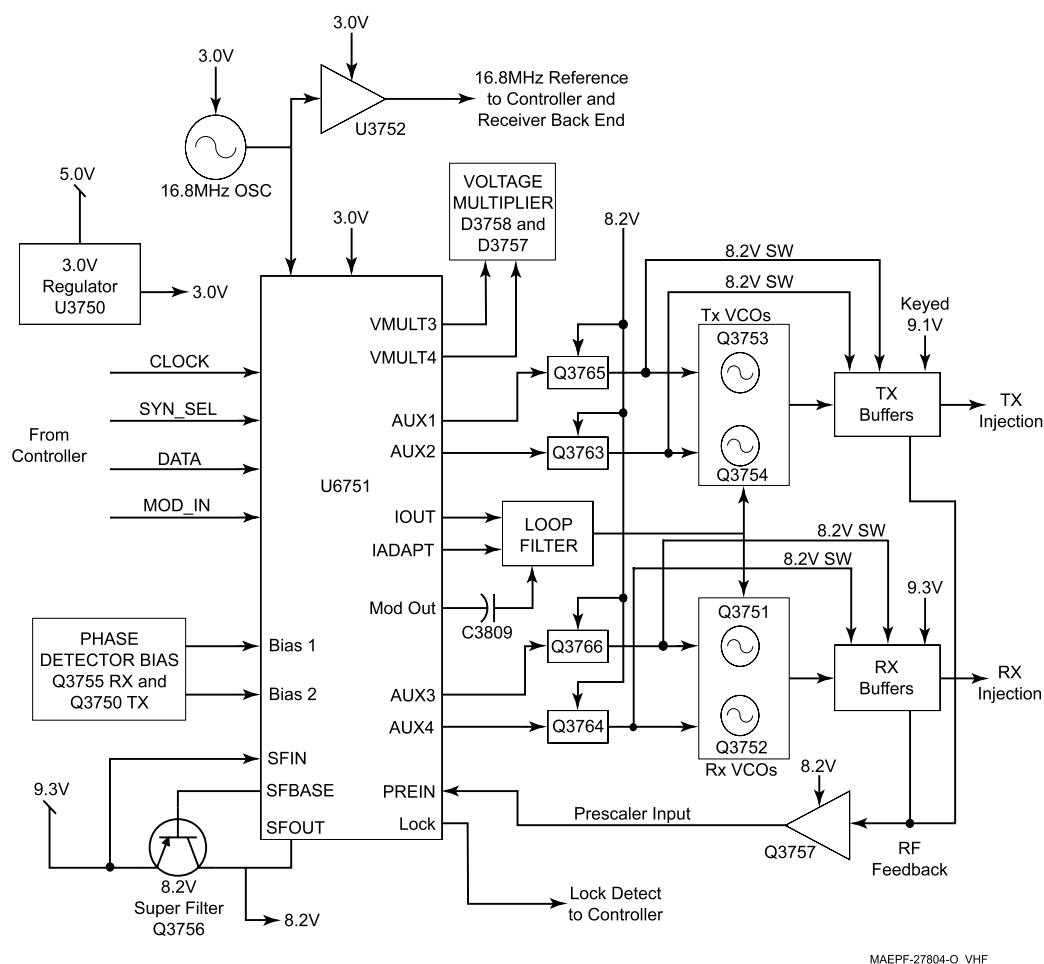 3.0V
3.0V
16.8MHz Reference
to Controller and
Receiver Back End
U3752
16.8MHz OSC
5.0V
3.0V
Regulator
U3750
3.0V
3.0V
VOLTAGE
MULTIPLIER
D3758 and
D3757
8.2V
8.2V SW
8.2V SW
Keyed
9.1V
From
Controller
CLOCK
SYN_SEL
DATA
MOD_IN
U6751
VMULT3
VMULT4
AUX1
AUX2
IOUT
IADAPT
Mod Out
AUX3
AUX4
PREIN
Lock
Bias 1
Bias 2
SFIN
SFBASE
SFOUT
Q3765
Q3763
LOOP
FILTER
C3809
Q3766
Q3764
Tx VCOs
Q3753
Q3754
TX
Buffers
TX
Injection
8.2V SW
8.2V SW
9.3V
Q3751
Q3752
Rx VCOs
RX
Buffers
RX
Injection
PHASE
DETECTOR BIAS
Q3755 RX and
Q3750 TX
9.3V
8.2V
Super Filter
Q3756
8.2V
Prescaler Input
8.2V
Q3757
RF
Feedback
Lock Detect
to Controller
MAEPF-27804-O VHF